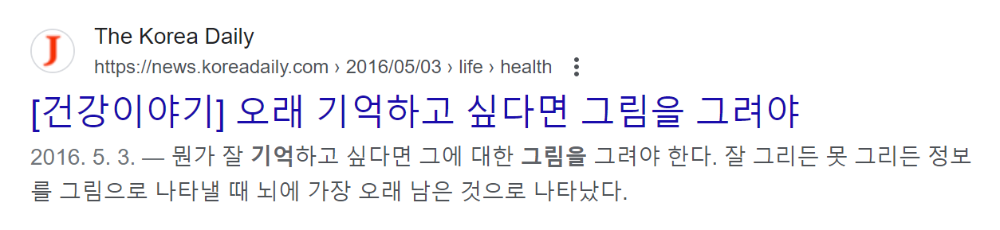 J
The Korea Daily
https://news.koreadaily.com › 2016/05/03 › life › health
[건강이야기] 오래 기억하고 싶다면 그림을 그려야
2016. 5. 3. — 뭔가 잘 기억하고 싶다면 그에 대한 그림을 그려야 한다. 잘 그리든 못 그리든 정보
를 그림으로 나타낼 때 뇌에 가장 오래 남은 것으로 나타났다.